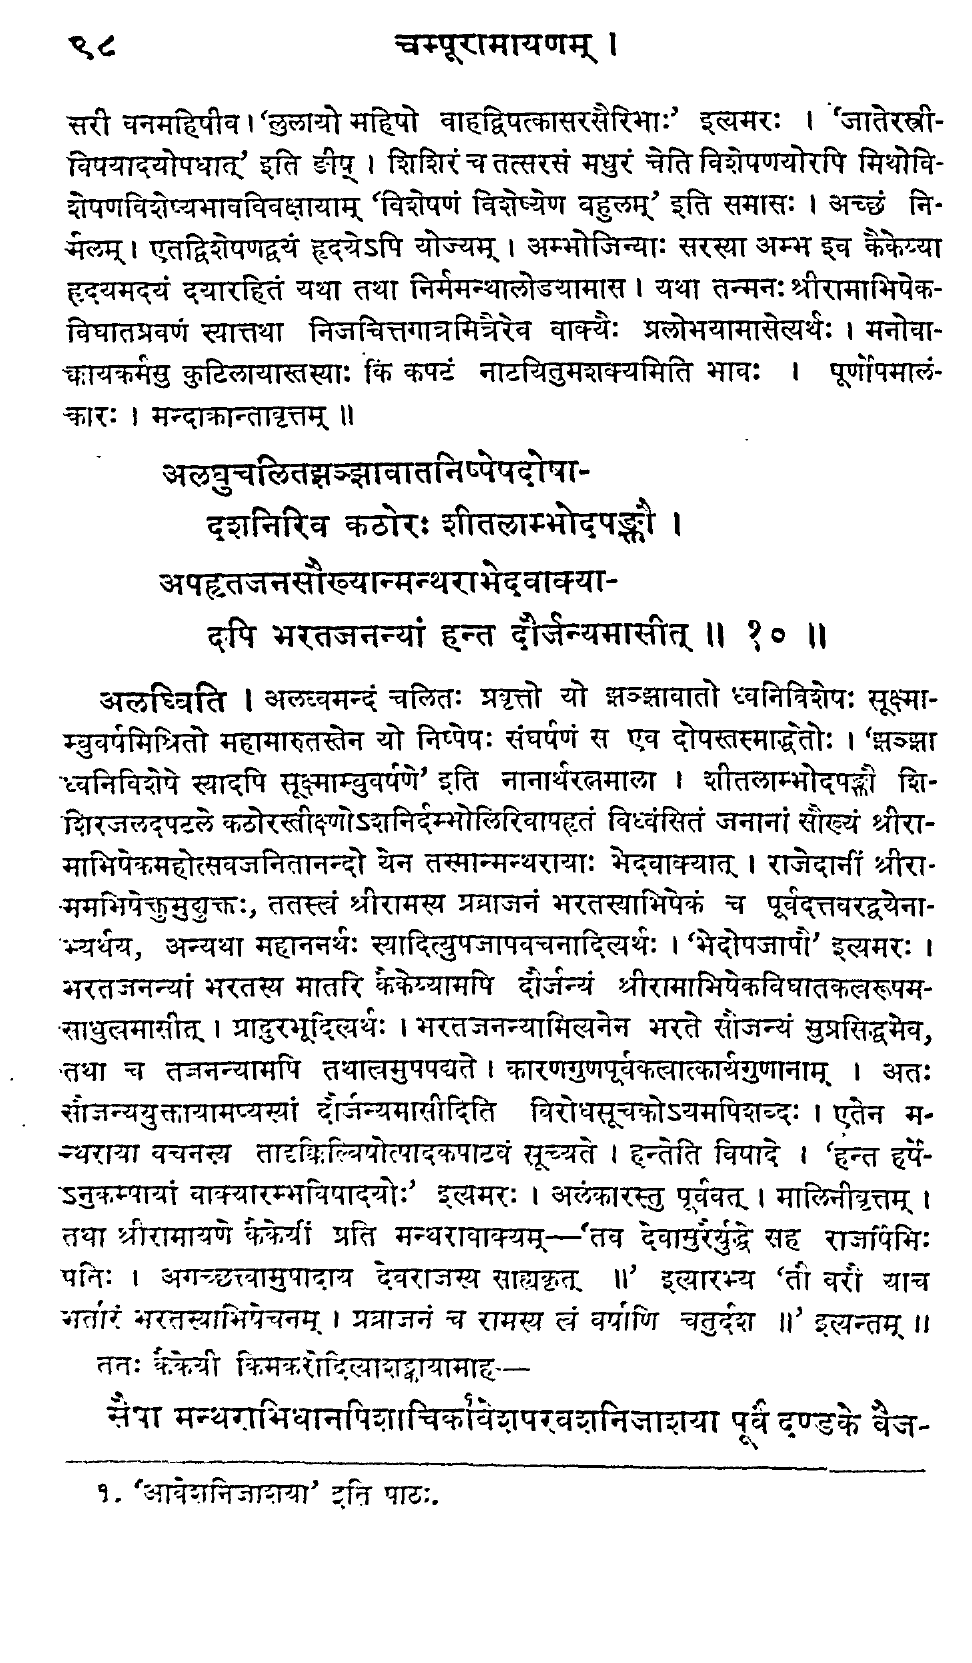 ९८ चम्पूरामायणम् ।
सरी वनमहिषीव । ‘लुलायो महिषो वाहद्विषत्कासरसैरिभाः’ इत्यमरः । ‘जातेरस्त्री-
विषयादयोपधात्’ इति ङीष् । शिशिरं च तत्सरसं मधुरं चेति विशेषणयोरपि मिथोवि-
शेषणविशेष्यभावविवक्षायाम् ‘विशेषणं विशेष्येण बहुलम्’ इति समासः । अच्छं नि-
र्मलम् । एतद्विशेषणद्वयं हृदयेऽपि योज्यम् । अम्भोजिन्याः सरस्या अम्भ इव कैकेय्या
हृदयमदयं दयारहितं यथा तथा निर्ममन्थालोडयामास । यथा तन्मनः श्रीरामाभिषेक-
विघातप्रवणं स्यात्तथा निजचित्तगात्रमित्रैरेव वाक्यैः प्रलोभयामासेत्यर्थः । मनोवा-
क्कायकर्मसु कुटिलायास्तस्याः किं कपटं नाटयितुमशक्यमिति भावः । पूर्णोपमालं-
कारः । मन्दाक्रान्तावृत्तम् ॥
अलघुचलितझञ्झावातनिष्पेषदोषा-
दशनिरिव कठोरः शीतलाम्भोदपङ्क्तौ ।
अपहृतजनसौख्यान्मन्थराभेदवाक्या-
दपि भरतजनन्यां हन्त दौर्जन्यमासीत् ॥ १० ॥
अलघ्विति । अलघ्वमन्दं चलितः प्रवृत्तो यो झञ्झावातो ध्वनिविशेषः सूक्ष्मा-
म्बुवर्षमिश्रितो महामारुतस्तेन यो निष्पेषः संघर्षणं स एव दोषस्तस्माद्धेतोः । ‘झञ्झा
ध्वनिविशेषे स्यादपि सूक्ष्माम्बुवर्षणे’ इति नानार्थरत्नमाला । शीतलाम्भोदपङ्क्तौ शि-
शिरजलदपटले कठोरस्तीक्ष्णोऽशनिर्दम्भोलिरिवापहृतं विध्वंसितं जनानां सौख्यं श्रीरा-
माभिषेकमहोत्सवजनितानन्दो येन तस्मान्मन्थरायाः भेदवाक्यात् । राजेदानीं श्रीरा-
ममभिषेक्तुमुद्युक्तः, ततस्त्वं श्रीरामस्य प्रव्राजनं भरतस्याभिषेकं च पूर्वदत्तवरद्वयेना-
भ्यर्थय, अन्यथा महाननर्थः स्यादित्युपजापवचनादित्यर्थः । ‘भेदोपजापौ’ इत्यमरः ।
भरतजनन्यां भरतस्य मातरि कैकेय्यामपि दौर्जन्यं श्रीरामाभिषेकविघातकत्वरूपम-
साधुत्वमासीत् । प्रादुरभूदित्यर्थः । भरतजनन्यामित्यनेन भरते सौजन्यं सुप्रसिद्धमेव,
तथा च तज्जनन्यामपि तथात्वमुपपद्यते । कारणगुणपूर्वकत्वात्कार्यगुणानाम् । अतः
सौजन्ययुक्तायामप्यस्यां दौर्जन्यमासीदिति विरोधसूचकोऽयमपिशब्दः । एतेन म-
न्थराया वचनस्य तादृक्किल्बिषोत्पादकपाटवं सूच्यते । हन्तेति विषादे । ‘हन्त हर्षे-
ऽनुकम्पायां वाक्यारम्भविषादयोः’ इत्यमरः । अलंकारस्तु पूर्ववत् । मालिनीवृत्तम् ।
तथा श्रीरामायणे कैकेयीं प्रति मन्थरावाक्यम्—‘तव देवासुरैर्युद्धे सह राजर्षिभिः
पतिः । अगच्छत्त्वामुपादाय देवराजस्य साह्यकृत् ॥’ इत्यारभ्य ‘तौ वरौ याच
भर्तारं भरतस्याभिषेचनम् । प्रव्राजनं च रामस्य त्वं वर्षाणि चतुर्दश ॥’ इत्यन्तम् ॥
ततः कैकेयी किमकरोदित्याशङ्कायामाह—
सैषा मन्थराभिधानपिशाचिकावेश१परवशनिजाशया पूर्वं दण्डके वैज-
१. ‘आवेशनिजाशया’ इति पाठः.